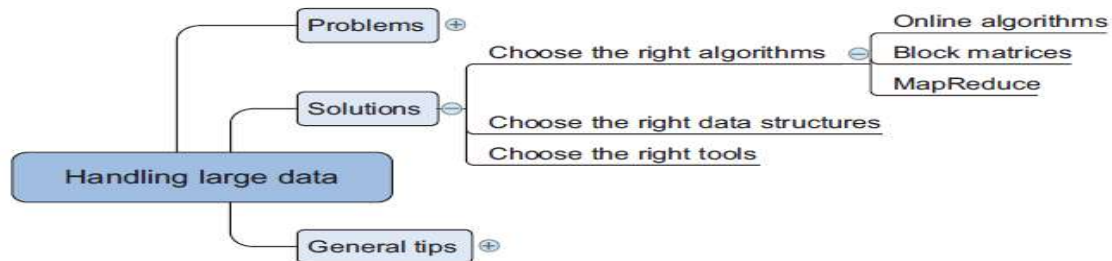 Problems
Solutions
Choose the right algorithms
Online algorithms
Block matrices
MapReduce
Choose the right data structures
Choose the right tools
Handling large data
General tips